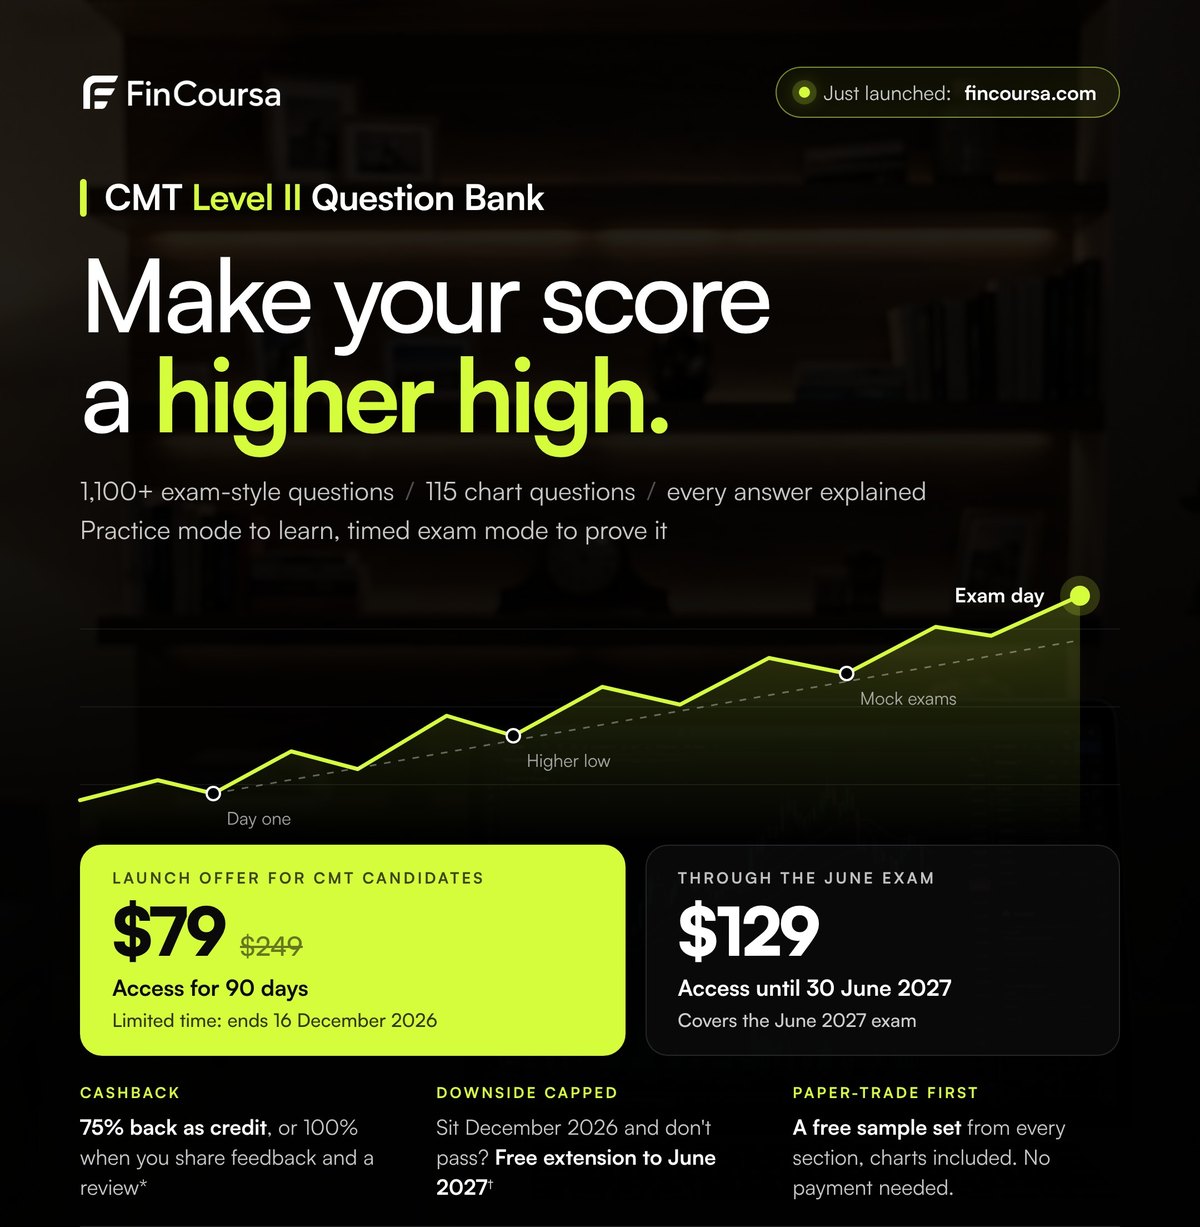 FinCoursa
Just launched: fincoursa.com
CMT Level II Question Bank
Make your score
a higher high.
1,100+ exam-style questions / 115 chart questions / every answer explained
Practice mode to learn, timed exam mode to prove it
Exam day
Mock exams
Higher low
Day one
LAUNCH OFFER FOR CMT CANDIDATES
$79 $249
Access for 90 days
Limited time: ends 16 December 2026
THROUGH THE JUNE EXAM
$129
Access until 30 June 2027
Covers the June 2027 exam
CASHBACK
75% back as credit, or 100%
when you share feedback and a
review*
DOWNSIDE CAPPED
Sit December 2026 and don't
pass? Free extension to June
2027†
PAPER-TRADE FIRST
A free sample set from every
section, charts included. No
payment needed.